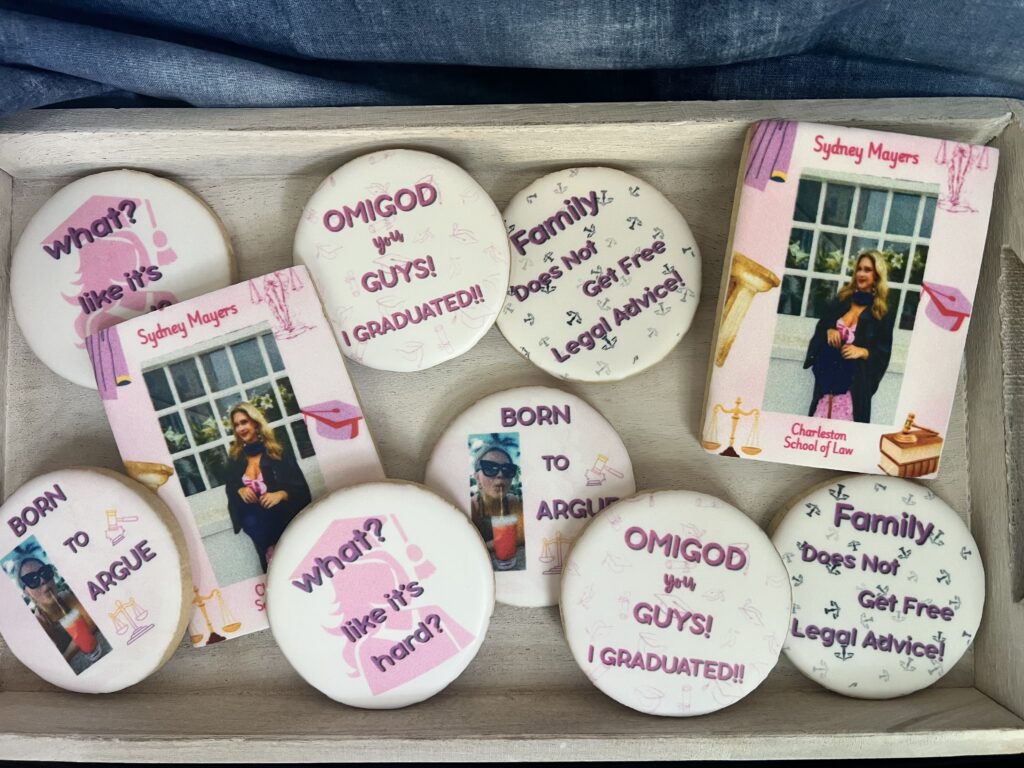 what?
like it's
OMIGOD
you
GUYS!
I GRADUATED!!
Family
Does Not
Get Free
Legal Advice!
Sydney Mayers
Charleston
School of Law
Sydney Mayers
BORN
TO
ARGUE
BORN
TO
ARGUE
what?
like it's
hard?
OMIGOD
you
GUYS!
I GRADUATED!!
Family
Does Not
Get Free
Legal Advice!